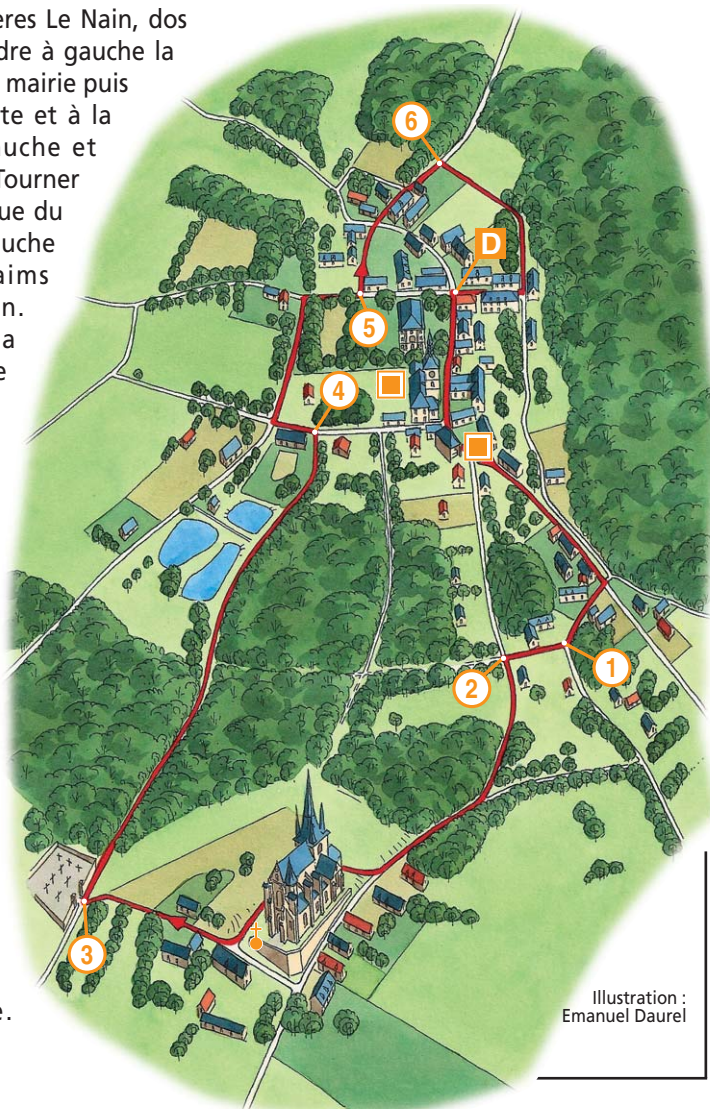 ères Le Nain, dos
dre à gauche la
mairie puis
te et à la
uche et
Tourner
ue du
uche
aims
n.
a
e
6
D
5
4
1
2
3
e.
Illustration :
Emanuel Daurel